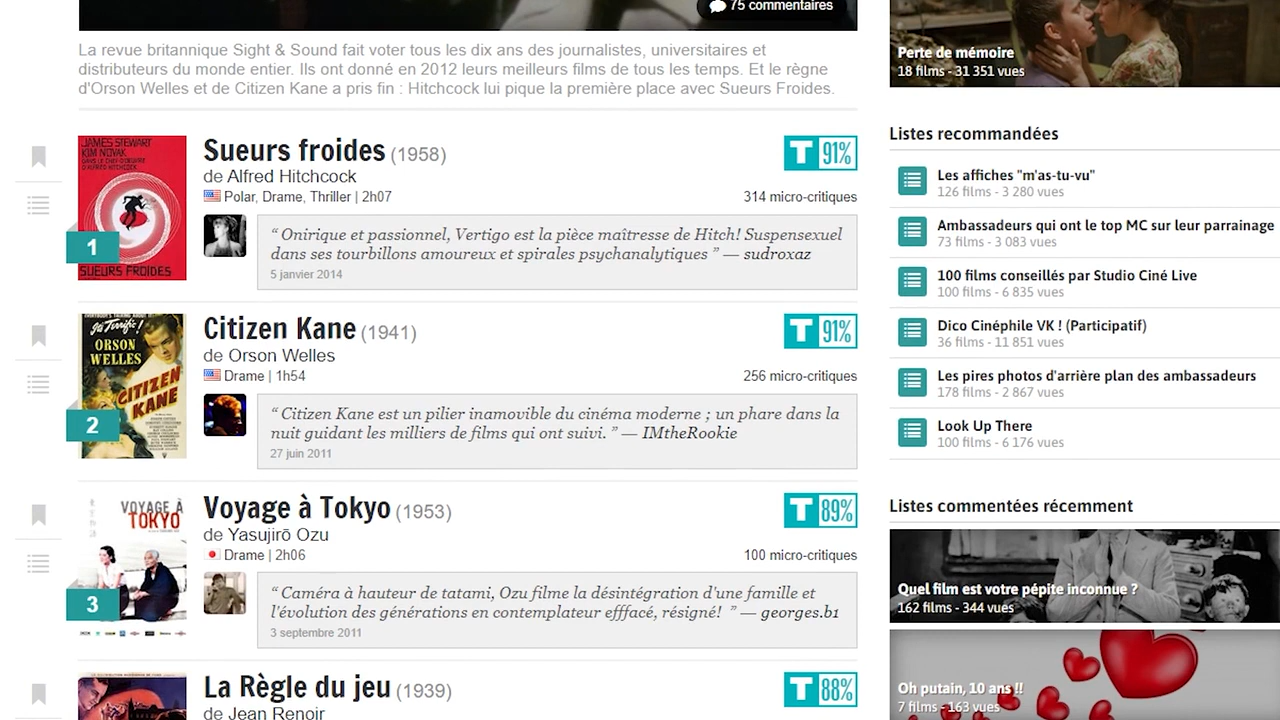 75 commentaires
La revue britannique Sight & Sound fait voter tous les dix ans des journalistes, universitaires et
distributeurs du monde entier. Ils ont donné en 2012 leurs meilleurs films de tous les temps. Et le règne
d'Orson Welles et de Citizen Kane a pris fin : Hitchcock lui pique la première place avec Sueurs Froides.
JAMES STEWART
KIM NOVAK
DANS LE CHEF-D'ŒUVRE
D'ALFRED HITCHCOCK
1
SUEURS FROIDES
Sueurs froides (1958)
de Alfred Hitchcock
Polar, Drame, Thriller | 2h07
T 91%
314 micro-critiques
“ Onirique et passionnel, Vertigo est la pièce maîtresse de Hitch! Suspensexuel
dans ses tourbillons amoureux et spirales psychanalytiques ” — sudroxaz
5 janvier 2014
EVERYBODY'S TALKING ABOUT IT
It's Terrific!
ORSON
WELLES
CITIZEN
KANE
2
Citizen Kane (1941)
de Orson Welles
Drame | 1h54
T 91%
256 micro-critiques
“ Citizen Kane est un pilier inamovible du cinéma moderne ; un phare dans la
nuit guidant les milliers de films qui ont suivis ” — IMtheRookie
27 juin 2011
VOYAGE À
TOKYO
3
Voyage à Tokyo (1953)
de Yasujirō Ozu
Drame | 2h06
T 89%
100 micro-critiques
“ Caméra à hauteur de tatami, Ozu filme la désintégration d'une famille et
l'évolution des générations en contemplateur efffacé, résigné! ” — georges.b1
3 septembre 2011
La Règle du jeu (1939)
de Jean Renoir
T 88%
Perte de mémoire
18 films - 31 351 vues
Listes recommandées
Les affiches "m'as-tu-vu"
126 films - 3 280 vues
Ambassadeurs qui ont le top MC sur leur parrainage
73 films - 3 083 vues
100 films conseillés par Studio Ciné Live
100 films - 6 835 vues
Dico Cinéphile VK ! (Participatif)
36 films - 11 851 vues
Les pires photos d'arrière plan des ambassadeurs
178 films - 2 867 vues
Look Up There
100 films - 6 176 vues
Listes commentées récemment
Quel film est votre pépite inconnue ?
162 films - 344 vues
Oh putain, 10 ans !!
7 films - 163 vues